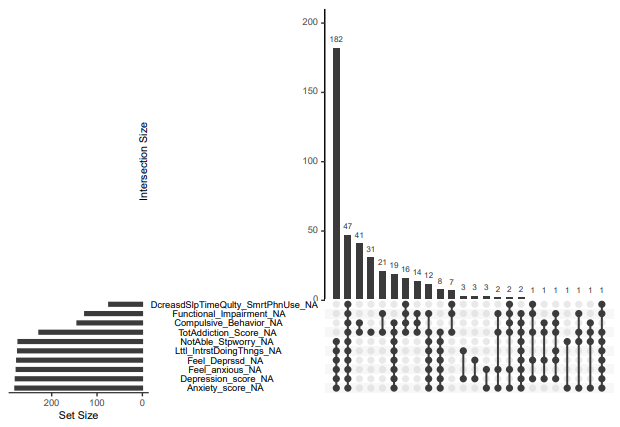 200
182
150
Intersection Size
100
50
47
41
31
21
19
16
14
12
8
7
3
3
3
2
2
2
1
1
1
1
1
1
1
0
DcreasdSlpTimeQulty_SmrtPhnUse_NA
Functional_Impairment_NA
Compulsive_Behavior_NA
TotAddiction_Score_NA
NotAble_Stpworry_NA
Lttl_IntrstDoingThngs_NA
Feel_Deprssd_NA
Feel_anxious_NA
Depression_score_NA
Anxiety_score_NA
200 100 0
Set Size